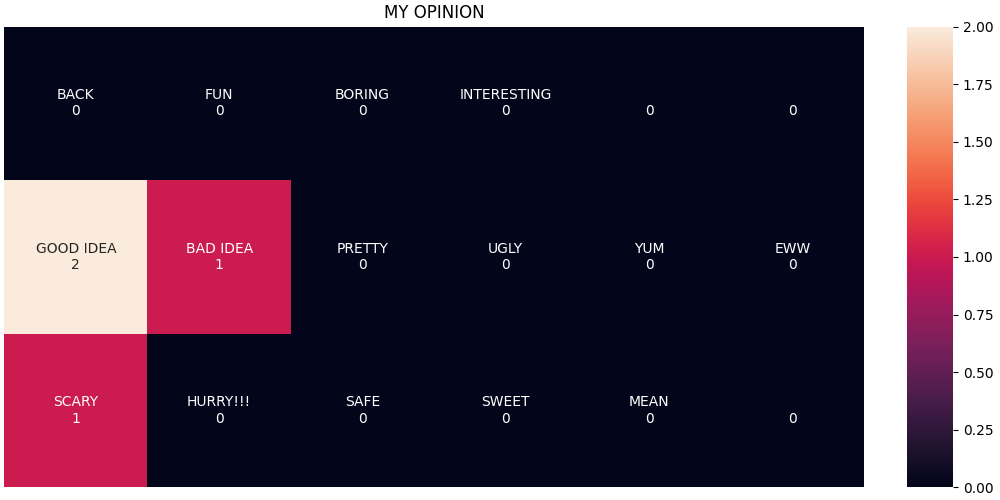 MY OPINION
BACK
0
FUN
0
BORING
0
INTERESTING
0
0
0
GOOD IDEA
2
BAD IDEA
1
PRETTY
0
UGLY
0
YUM
0
EWW
0
SCARY
1
HURRY!!!
0
SAFE
0
SWEET
0
MEAN
0
0
2.00
1.75
1.50
1.25
1.00
0.75
0.50
0.25
0.00